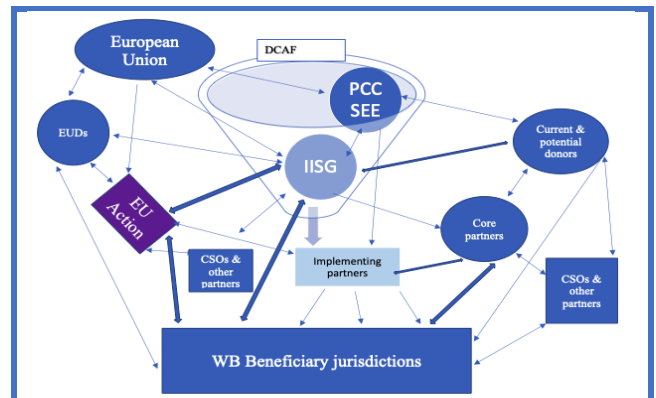 European
Union
DCAF
PCC
SEE
EUDs
Current &
potential
donors
IISG
EU
Action
Core
partners
CSOs &
other
partners
Implementing
partners
CSOs &
other
partners
WB Beneficiary jurisdictions